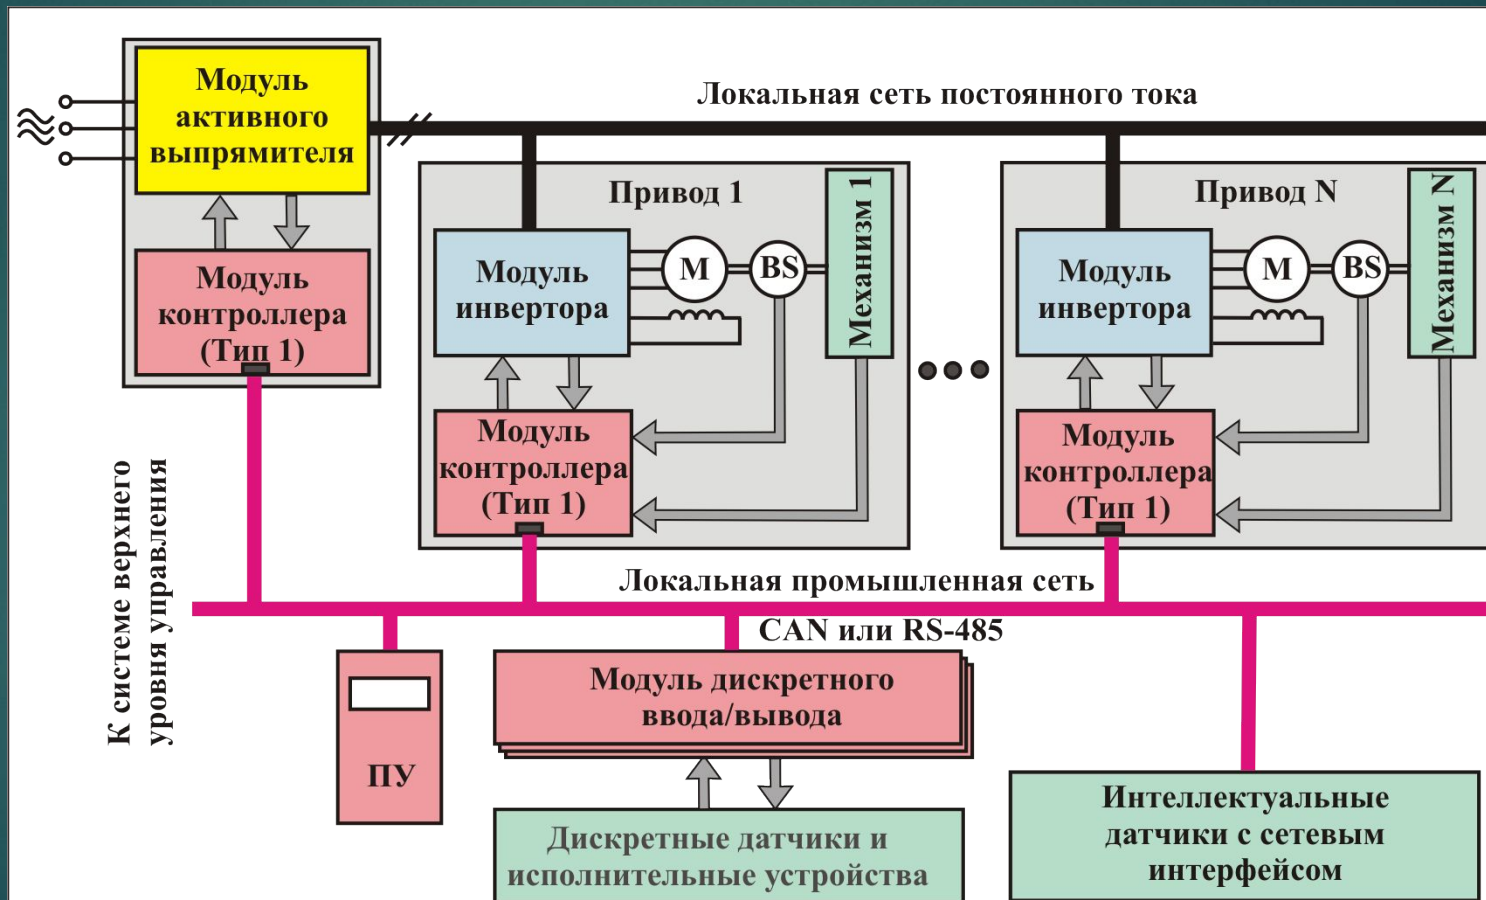 Модуль
активного
выпрямителя
Модуль
контроллера
(Тип 1)
Локальная сеть постоянного тока
Привод 1
Модуль
инвертора
М
BS
Механизм 1
Модуль
контроллера
(Тип 1)
Привод N
Модуль
инвертора
М
BS
Механизм N
Модуль
контроллера
(Тип 1)
К системе верхнего
уровня управления
Локальная промышленная сеть
CAN или RS-485
ПУ
Модуль дискретного
ввода/вывода
Дискретные датчики и
исполнительные устройства
Интеллектуальные
датчики с сетевым
интерфейсом